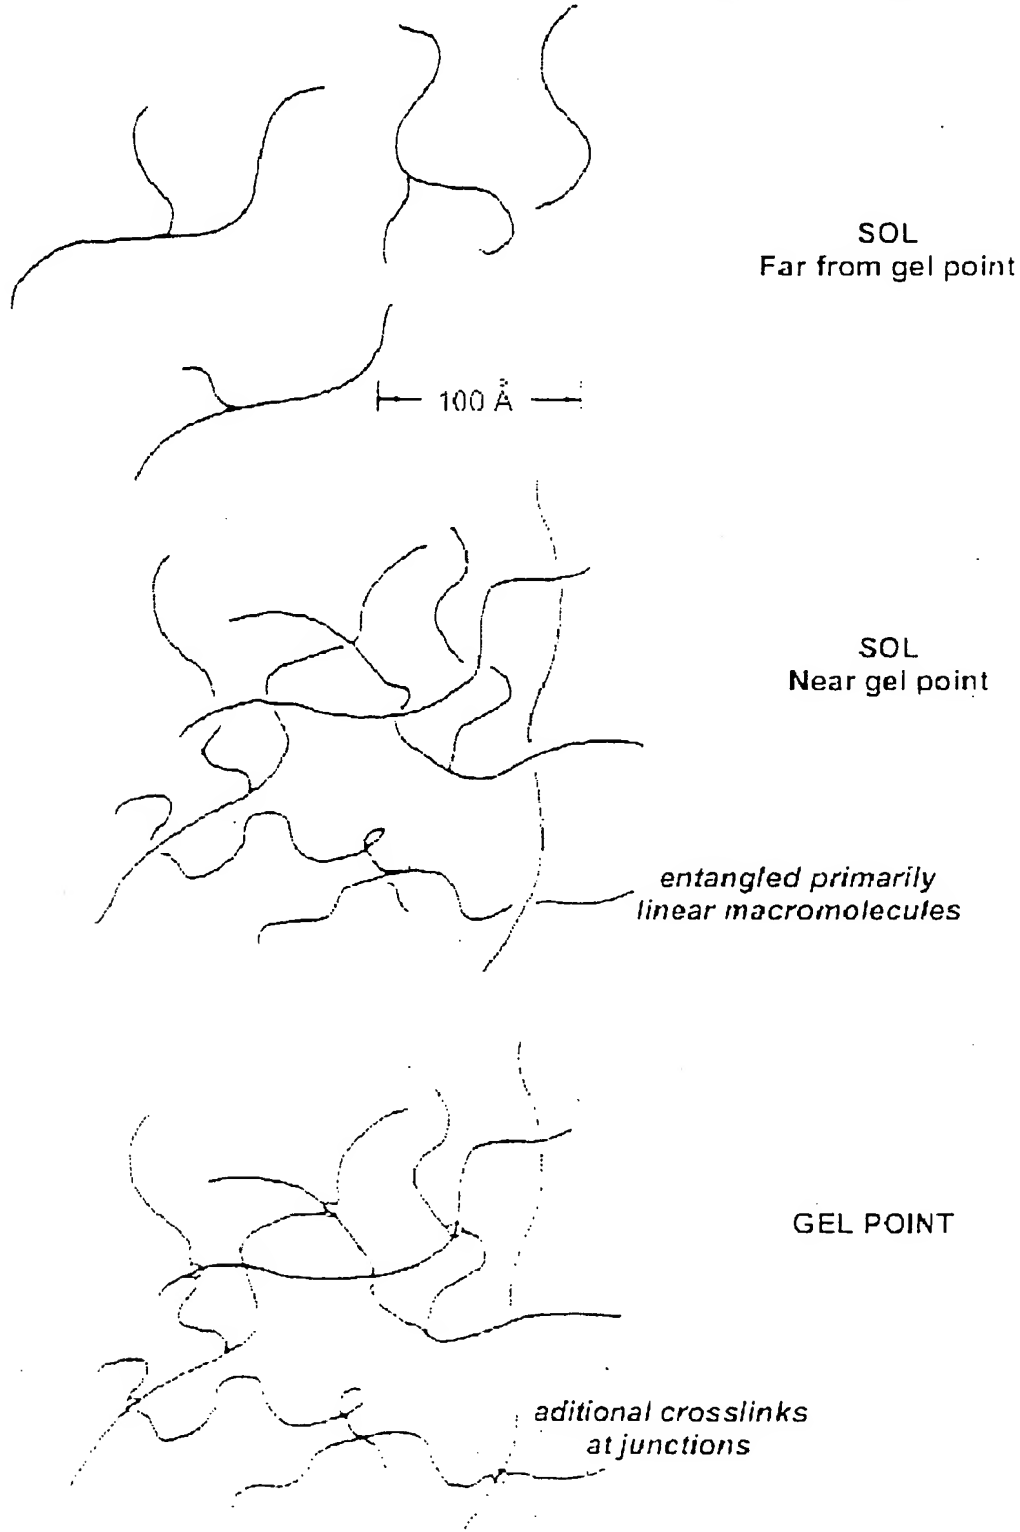 SOL
Far from gel point
100 Å
SOL
Near gel point
entangled primarily
linear macromolecules
GEL POINT
aditional crosslinks
at junctions